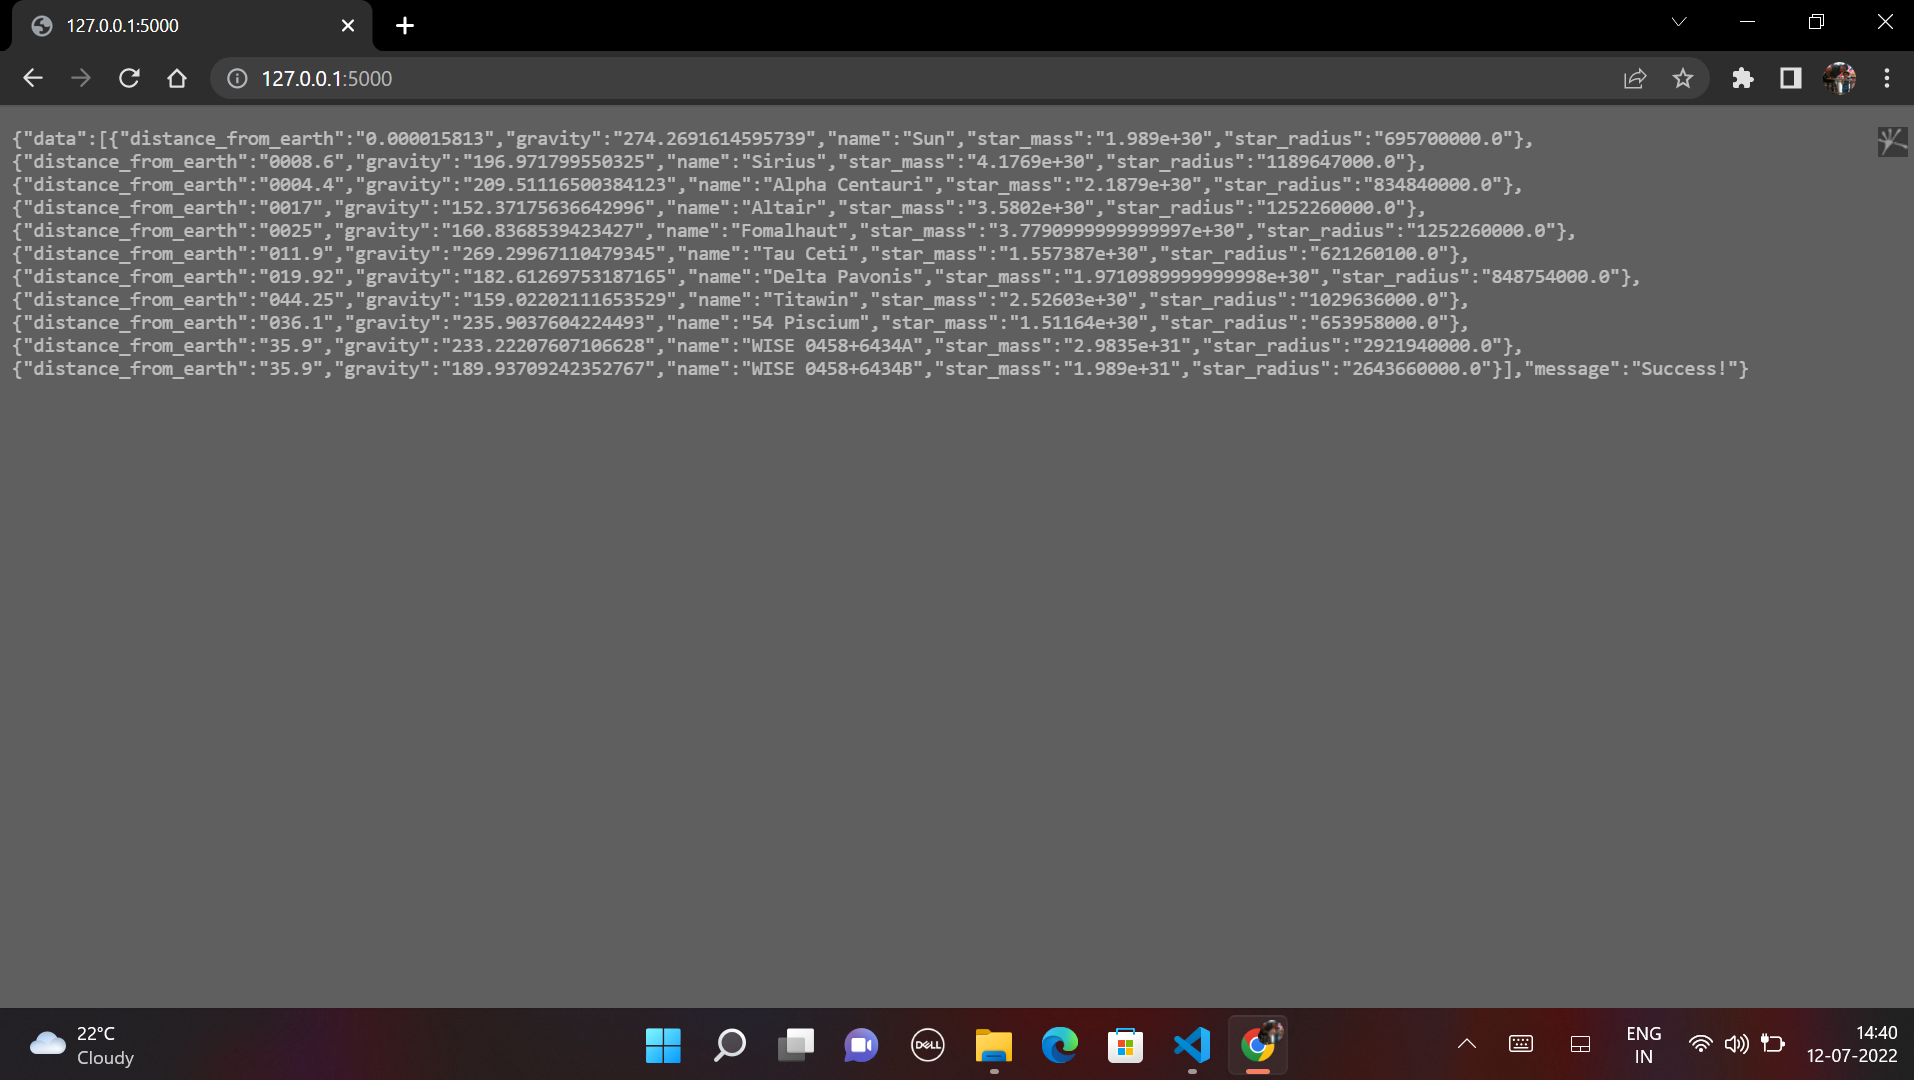 127.0.0.1:5000
127.0.0.1:5000
{"data":[{"distance_from_earth":"0.000015813","gravity":"274.2691614595739","name":"Sun","star_mass":"1.989e+30","star_radius":"695700000.0"},
{"distance_from_earth":"0008.6","gravity":"196.971799550325","name":"Sirius","star_mass":"4.1769e+30","star_radius":"1189647000.0"},
{"distance_from_earth":"0004.4","gravity":"209.51116500384123","name":"Alpha Centauri","star_mass":"2.1879e+30","star_radius":"834840000.0"},
{"distance_from_earth":"0017","gravity":"152.37175636642996","name":"Altair","star_mass":"3.5802e+30","star_radius":"1252260000.0"},
{"distance_from_earth":"0025","gravity":"160.8368539423427","name":"Fomalhaut","star_mass":"3.7790999999999997e+30","star_radius":"1252260000.0"},
{"distance_from_earth":"011.9","gravity":"269.29967110479345","name":"Tau Ceti","star_mass":"1.557387e+30","star_radius":"621260100.0"},
{"distance_from_earth":"019.92","gravity":"182.61269753187165","name":"Delta Pavonis","star_mass":"1.9710989999999998e+30","star_radius":"848754000.0"},
{"distance_from_earth":"044.25","gravity":"159.02202111653529","name":"Titawin","star_mass":"2.52603e+30","star_radius":"1029636000.0"},
{"distance_from_earth":"036.1","gravity":"235.9037604224493","name":"54 Piscium","star_mass":"1.51164e+30","star_radius":"653958000.0"},
{"distance_from_earth":"35.9","gravity":"233.22207607106628","name":"WISE 0458+6434A","star_mass":"2.9835e+31","star_radius":"2921940000.0"},
{"distance_from_earth":"35.9","gravity":"189.93709242352767","name":"WISE 0458+6434B","star_mass":"1.989e+31","star_radius":"2643660000.0"}],"message":"Success!"}
22°C
Cloudy
DELL
ENG
IN
14:40
12-07-2022